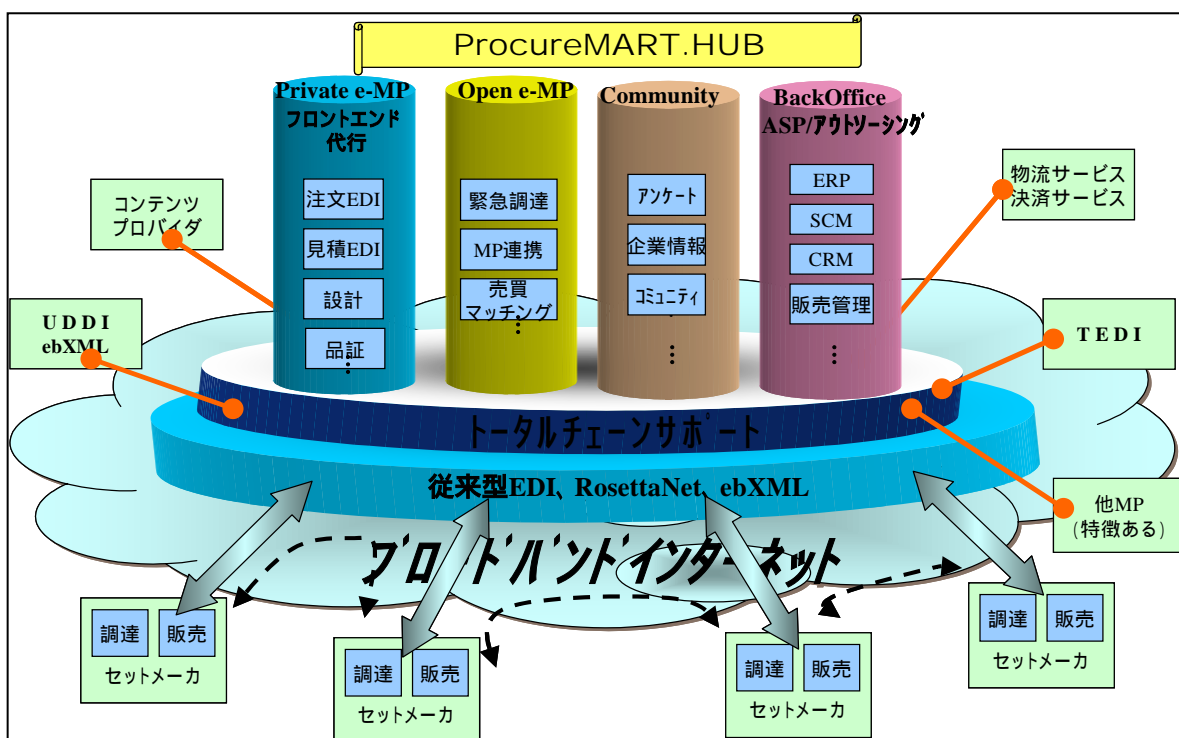 ProcureMART.HUB
Private e-MP
フロントエンド
代行
注文EDI
見積EDI
設計
品証
⋮
Open e-MP
緊急調達
MP連携
売買
マッチング
⋮
Community
アンケート
企業情報
コミュニティ
⋮
BackOffice
ASP/アウトソーシング
ERP
SCM
CRM
販売管理
⋮
コンテンツ
プロバイダ
物流サービス
決済サービス
UDDI
ebXML
TEDI
トータルチェーンサポート
従来型EDI、RosettaNet、ebXML
他MP
(特徴ある)
ブロードバンドインターネット
調達 販売
セットメーカ
調達 販売
セットメーカ
調達 販売
セットメーカ
調達 販売
セットメーカ